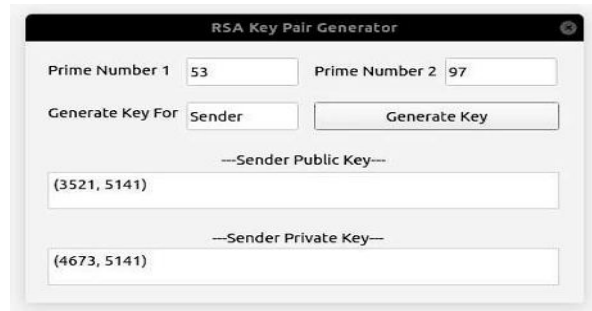 RSA Key Pair Generator
Prime Number 1 53 Prime Number 2 97
Generate Key For Sender Generate Key
---Sender Public Key---
(3521, 5141)
---Sender Private Key---
(4673, 5141)